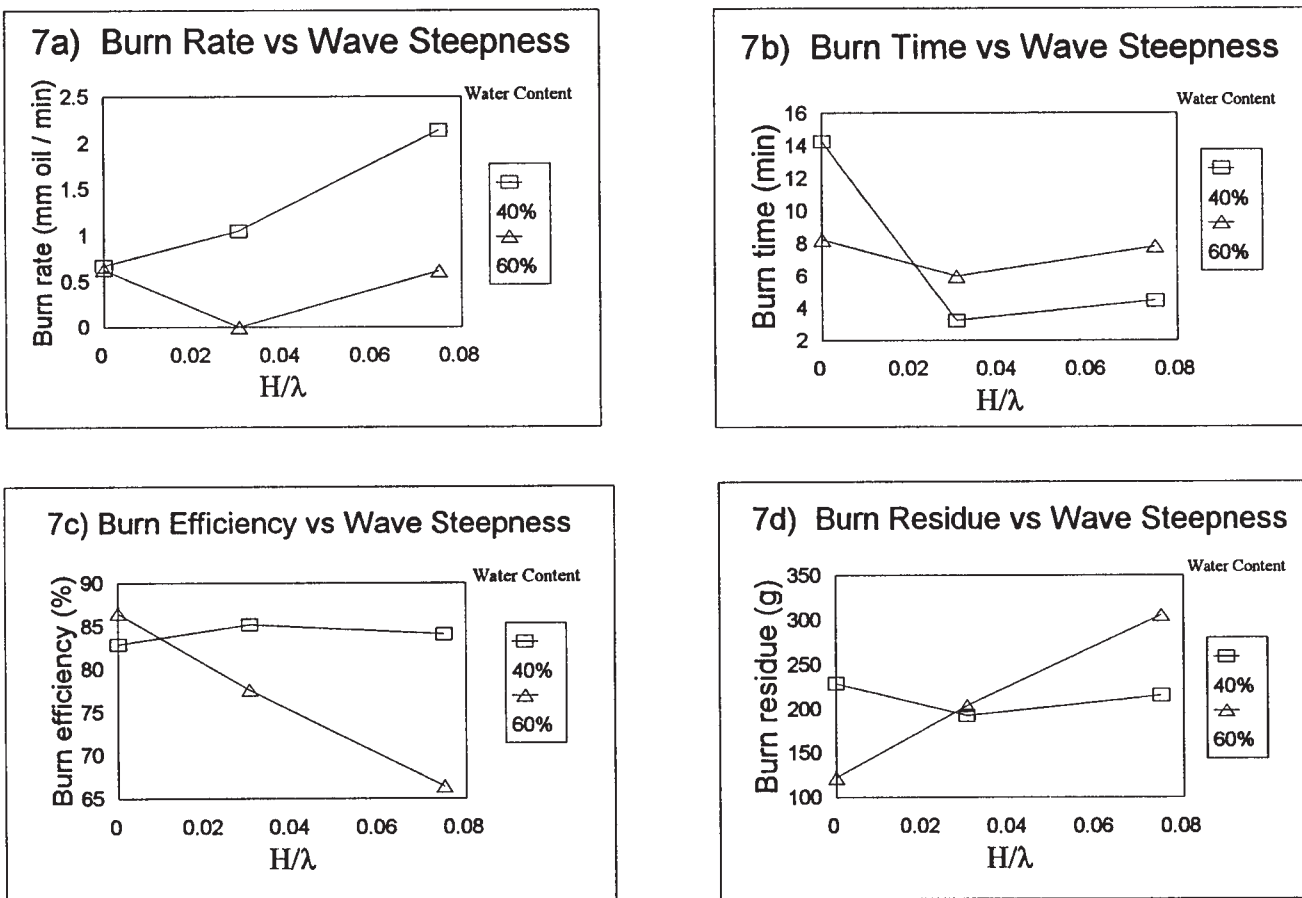 7a) Burn Rate vs Wave Steepness
Water Content
Burn rate (mm oil / min)
2.5
2
1.5
1
0.5
0
0 0.02 0.04 0.06 0.08
H/λ
40%
60%
7b) Burn Time vs Wave Steepness
Water Content
Burn time (min)
16
14
12
10
8
6
4
2
0 0.02 0.04 0.06 0.08
H/λ
40%
60%
7c) Burn Efficiency vs Wave Steepness
Water Content
Burn efficiency (%)
90
85
80
75
70
65
0 0.02 0.04 0.06 0.08
H/λ
40%
60%
7d) Burn Residue vs Wave Steepness
Water Content
Burn residue (g)
350
300
250
200
150
100
0 0.02 0.04 0.06 0.08
H/λ
40%
60%